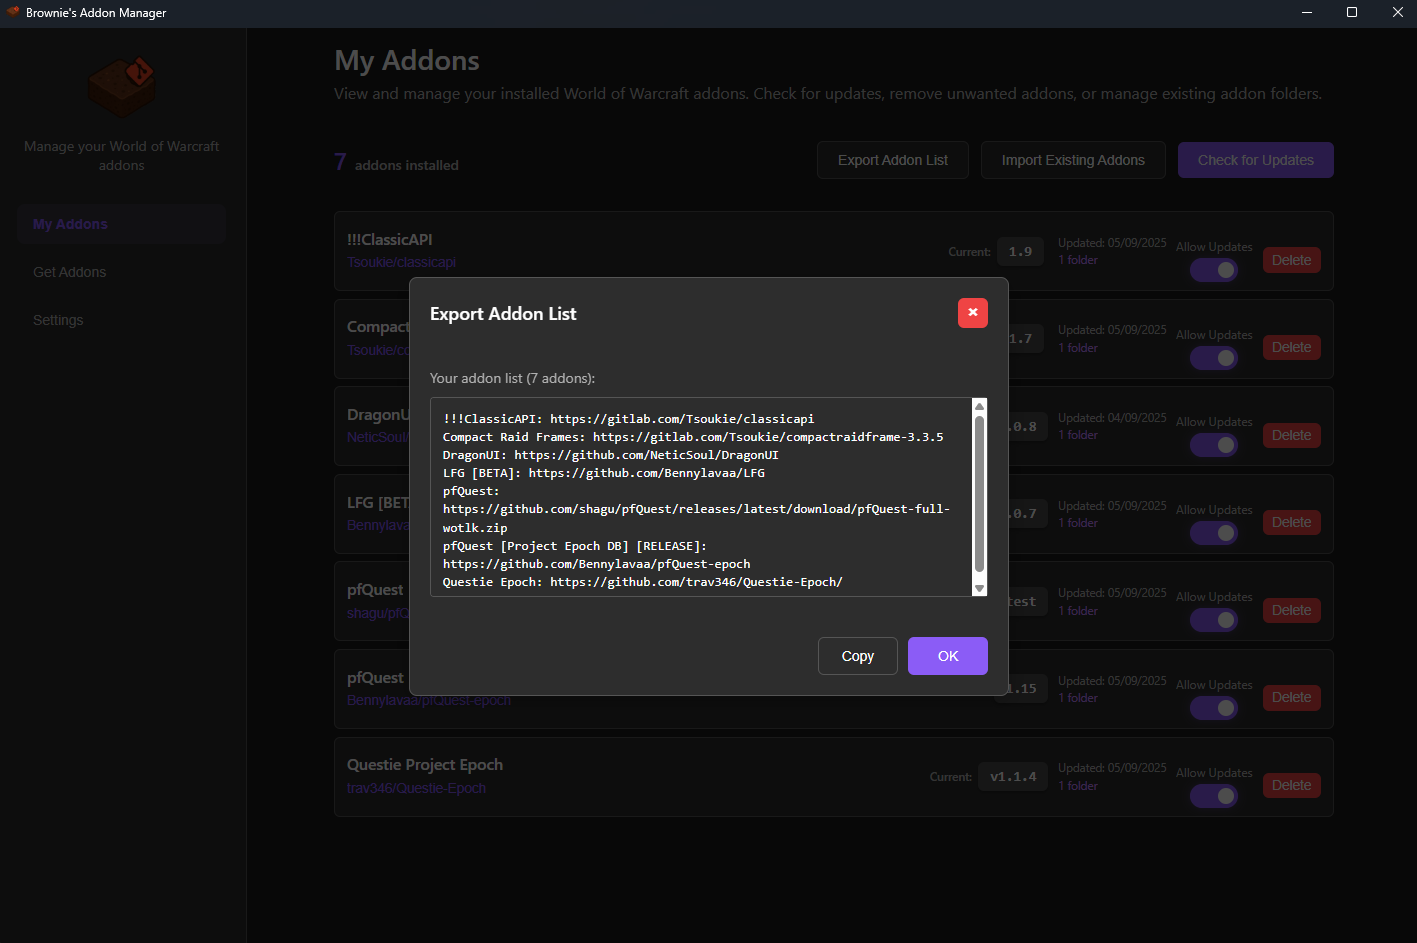 Brownie's Addon Manager
Manage your World of Warcraft
addons
My Addons
Get Addons
Settings
My Addons
View and manage your installed World of Warcraft addons. Check for updates, remove unwanted addons, or manage existing addon folders.
7 addons installed
Export Addon List
Import Existing Addons
Check for Updates
!!!ClassicAPI
Tsoukie/classicapi
Current: 1.9
Updated: 05/09/2025
1 folder
Allow Updates
Delete
Compact
Tsoukie/co
1.7
Updated: 05/09/2025
1 folder
Allow Updates
Delete
DragonU
NeticSoul/
.0.8
Updated: 04/09/2025
1 folder
Allow Updates
Delete
LFG [BET
Bennylava
.0.7
Updated: 05/09/2025
1 folder
Allow Updates
Delete
pfQuest
shagu/pfQ
test
Updated: 05/09/2025
1 folder
Allow Updates
Delete
pfQuest
Bennylavaa/pfQuest-epoch
1.15
Updated: 05/09/2025
1 folder
Allow Updates
Delete
Questie Project Epoch
trav346/Questie-Epoch
Current: v1.1.4
Updated: 05/09/2025
1 folder
Allow Updates
Delete
Export Addon List
Your addon list (7 addons):
!!!ClassicAPI: https://gitlab.com/Tsoukie/classicapi
Compact Raid Frames: https://gitlab.com/Tsoukie/compactraidframe-3.3.5
DragonUI: https://github.com/NeticSoul/DragonUI
LFG [BETA]: https://github.com/Bennylavaa/LFG
pfQuest:
https://github.com/shagu/pfQuest/releases/latest/download/pfQuest-full-
wotlk.zip
pfQuest [Project Epoch DB] [RELEASE]:
https://github.com/Bennylavaa/pfQuest-epoch
Questie Epoch: https://github.com/trav346/Questie-Epoch/
Copy
OK